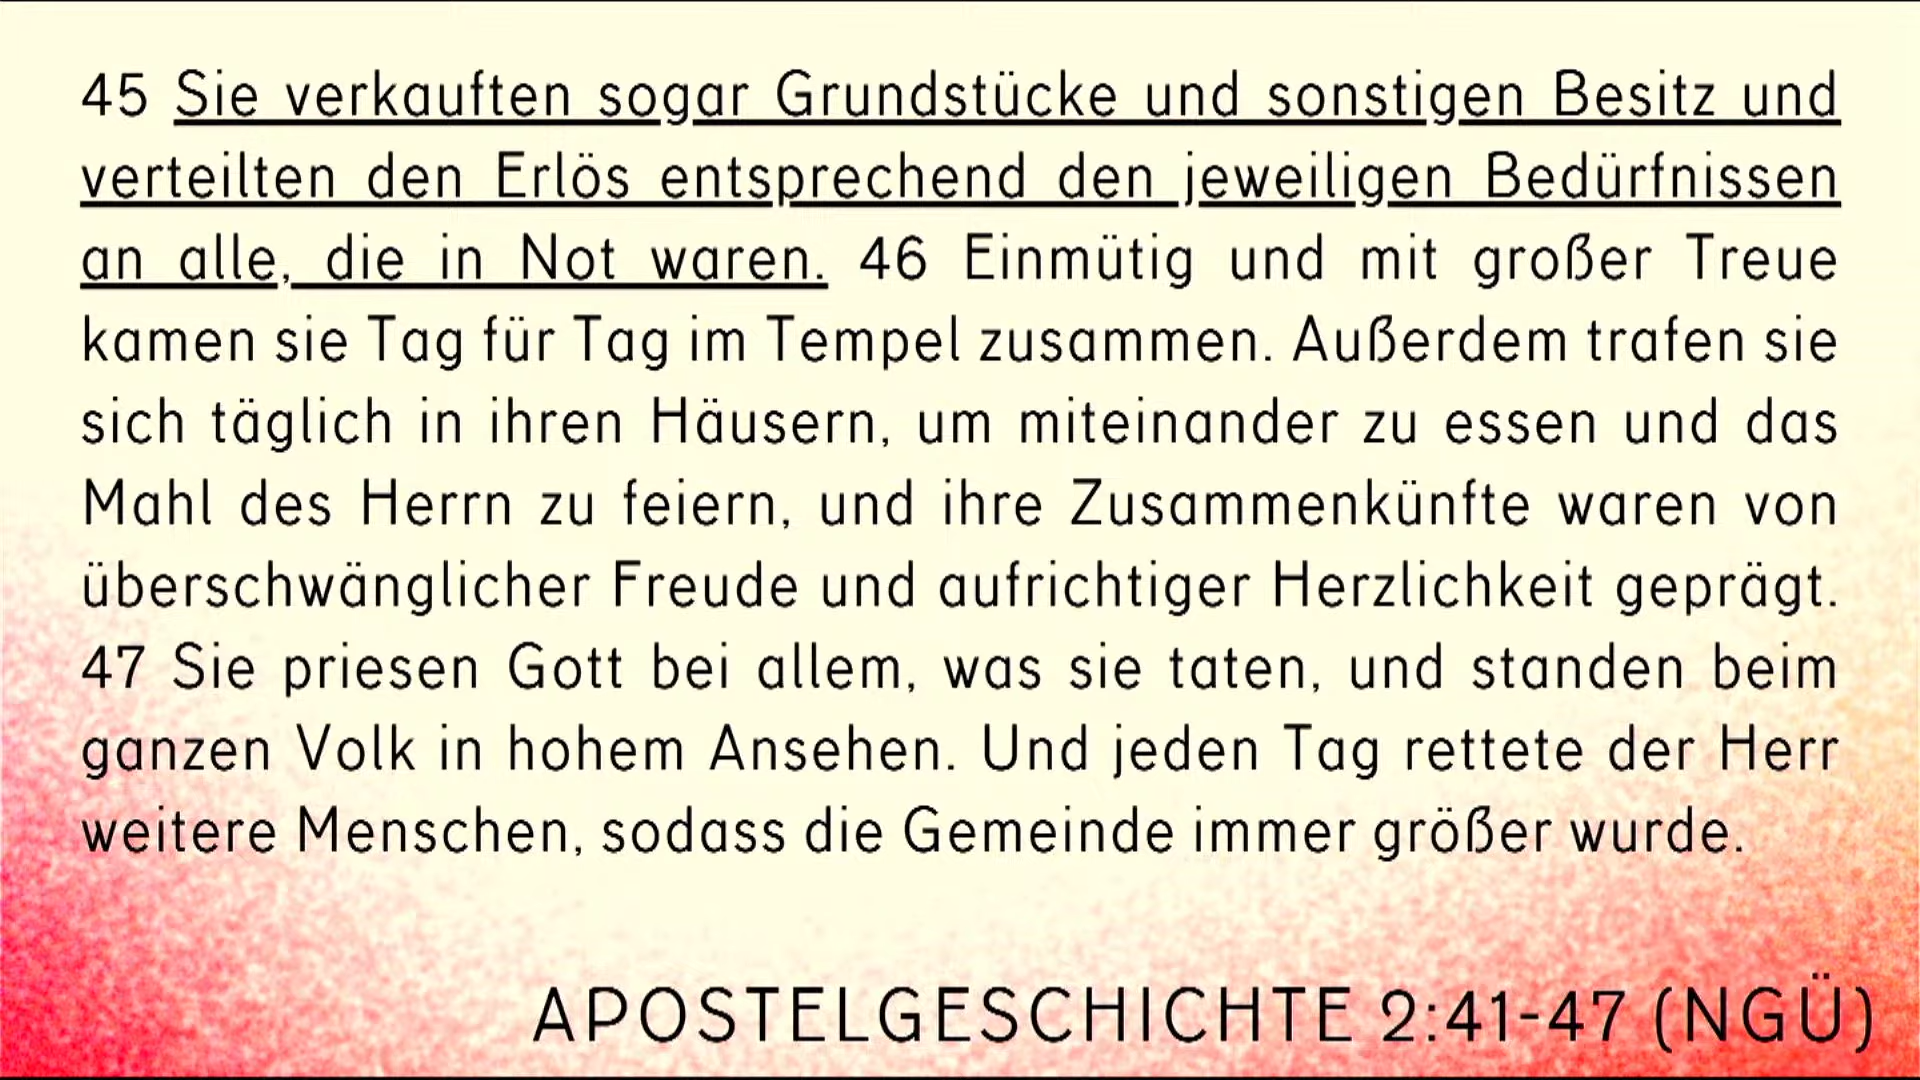 45 Sie verkauften sogar Grundstücke und sonstigen Besitz und
verteilten den Erlös entsprechend den jeweiligen Bedürfnissen
an alle, die in Not waren. 46 Einmütig und mit großer Treue
kamen sie Tag für Tag im Tempel zusammen. Außerdem trafen sie
sich täglich in ihren Häusern, um miteinander zu essen und das
Mahl des Herrn zu feiern, und ihre Zusammenkünfte waren von
überschwänglicher Freude und aufrichtiger Herzlichkeit geprägt.
47 Sie priesen Gott bei allem, was sie taten, und standen beim
ganzen Volk in hohem Ansehen. Und jeden Tag rettete der Herr
weitere Menschen, sodass die Gemeinde immer größer wurde.
APOSTELGESCHICHTE 2:41-47 (NGÜ)